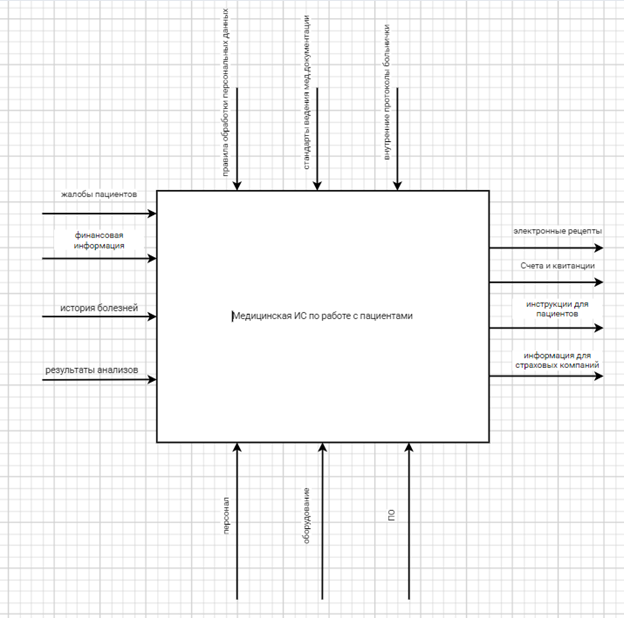 правила обработки персональных данных
стандарты ведения мед документации
внутренние протоколы больнички
жалобы пациентов
финансовая
информация
история болезней
результаты анализов
Медицинская ИС по работе с пациентами
электронные рецепты
Счета и квитанции
инструкции для
пациентов
информация для
страховых компаний
персонал
оборудование
ПО